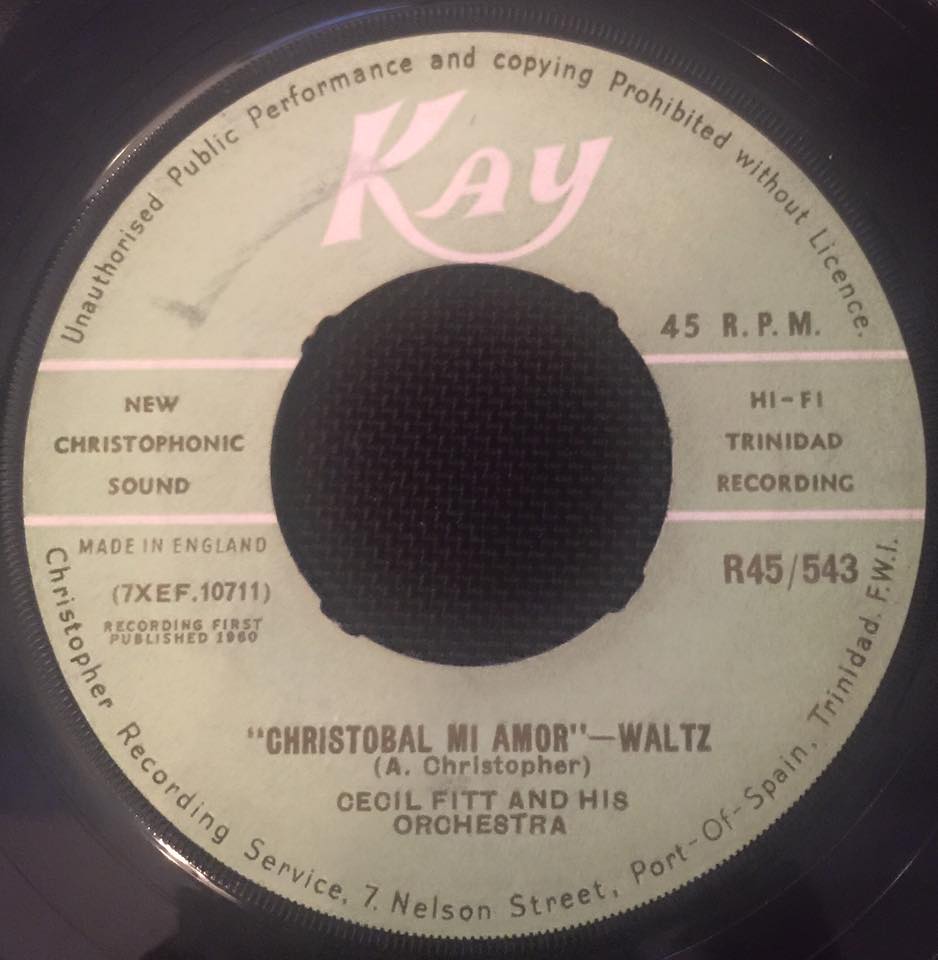 Unauthorised Public Performance and copying Prohibited without Licence.
Kay
45 R.P.M.
NEW
CHRISTOPHONIC
SOUND
HI-FI
TRINIDAD
RECORDING
MADE IN ENGLAND
(7XEF.10711)
RECORDING FIRST
PUBLISHED 1960
R45/543
"CHRISTOBAL MI AMOR"—WALTZ
(A. Christopher)
CECIL FITT AND HIS
ORCHESTRA
Christopher Recording Service, 7. Nelson Street, Port-Of-Spain, Trinidad. F.W.I.